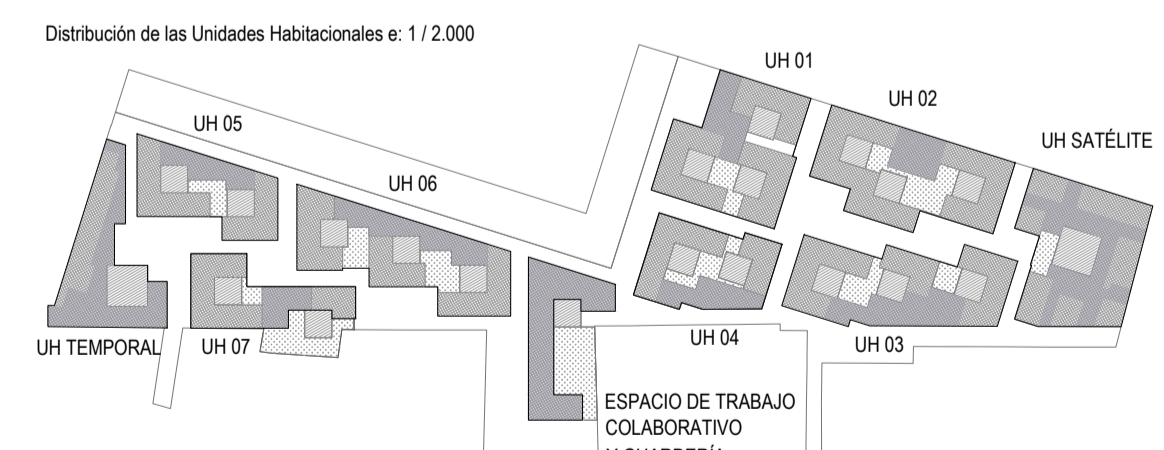 Distribución de las Unidades Habitacionales e: 1 / 2.000
UH 01
UH 02
UH SATÉLITE
UH 05
UH 06
UH TEMPORAL
UH 07
UH 04
UH 03
ESPACIO DE TRABAJO
COLABORATIVO
Y GUARDERÍA